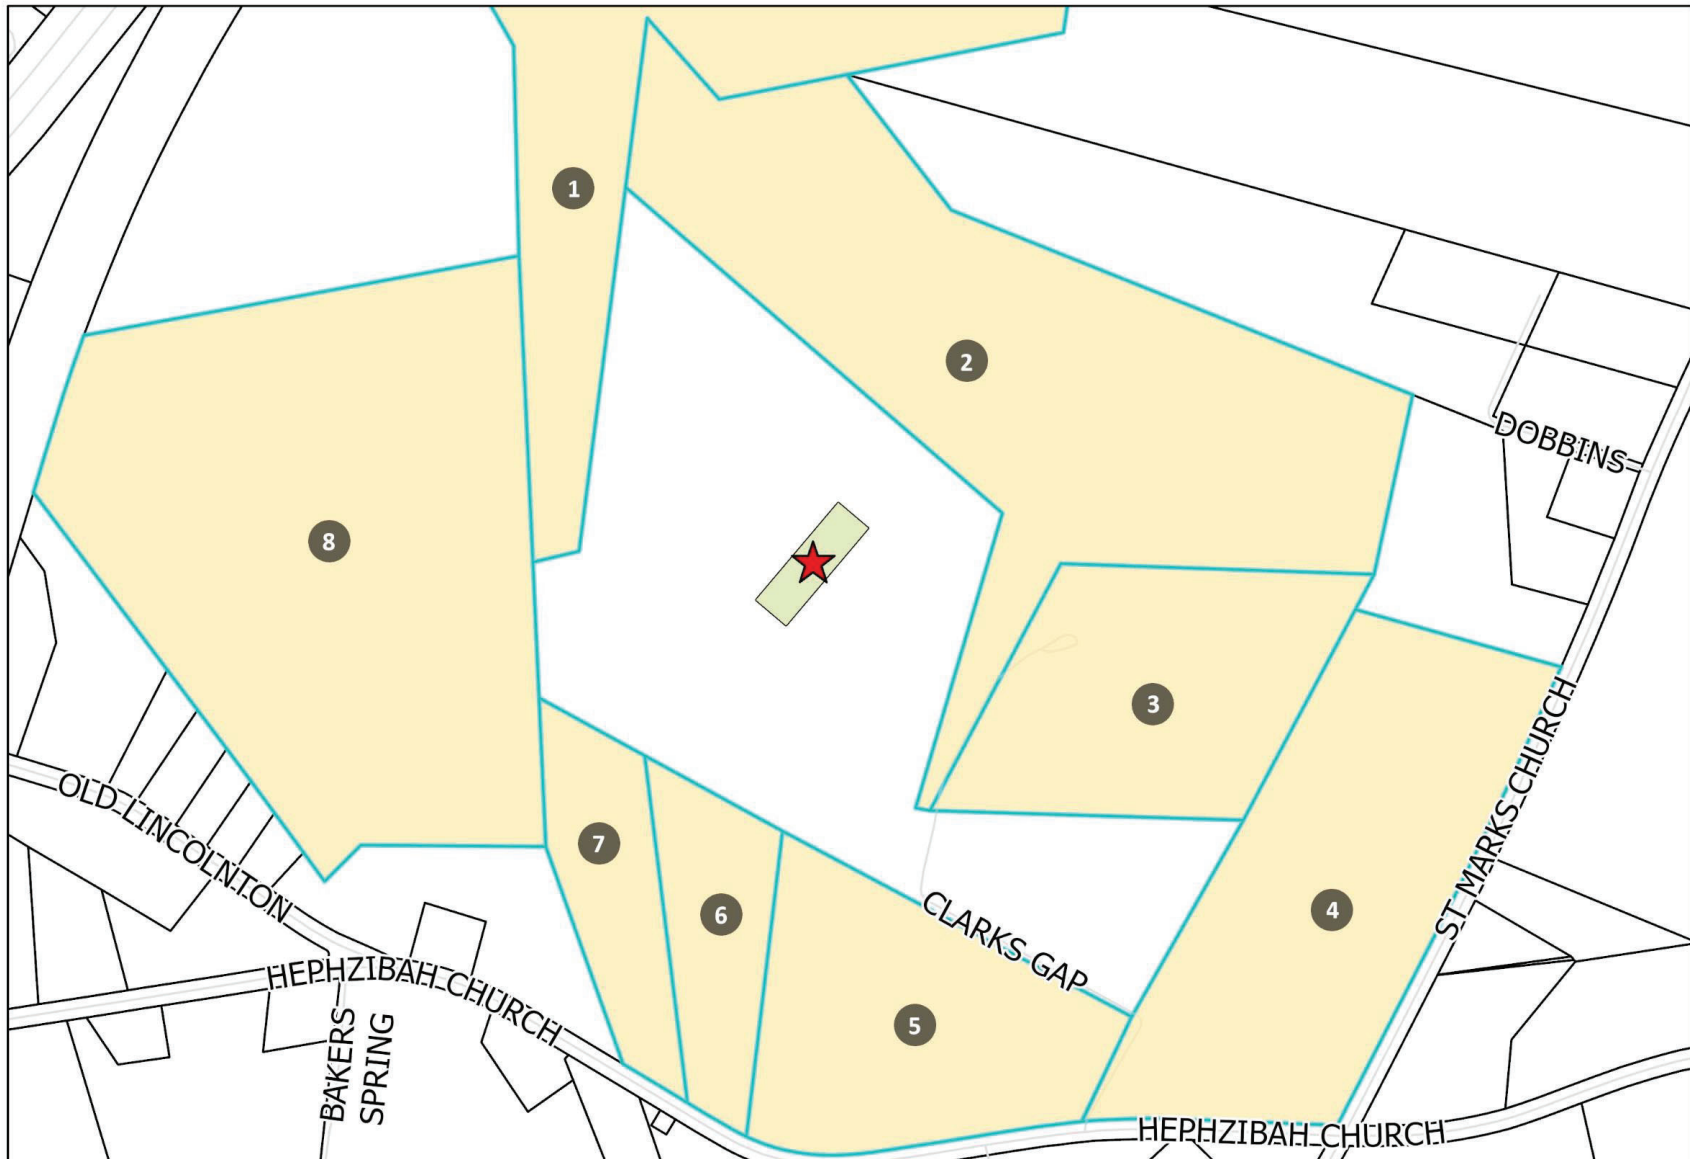 1
2
DOBBINS
8
3
ST MARKS CHURCH
OLD LINCOLNTON
7
6
4
CLARKS GAP
HEPHZIBAH CHURCH
5
BAKERS
SPRING
HEPHZIBAH CHURCH